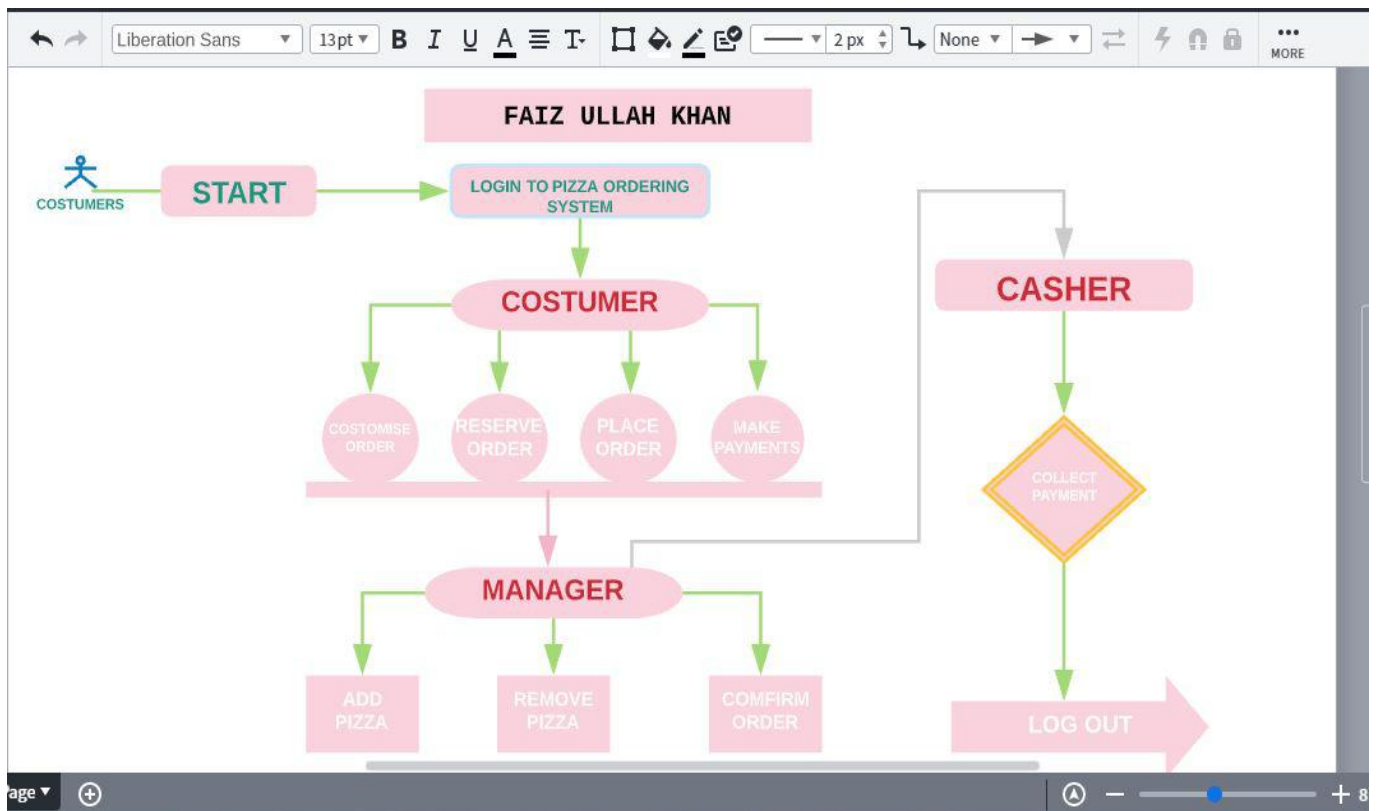 Liberation Sans
13pt
B
I
U
A
T
2 px
None
MORE
FAIZ ULLAH KHAN
COSTUMERS
START
LOGIN TO PIZZA ORDERING
SYSTEM
COSTUMER
CASHER
COSTOMISE
ORDER
RESERVE
ORDER
PLACE
ORDER
MAKE
PAYMENTS
COLLECT
PAYMENT
MANAGER
ADD
PIZZA
REMOVE
PIZZA
COMFIRM
ORDER
LOG OUT
age
8